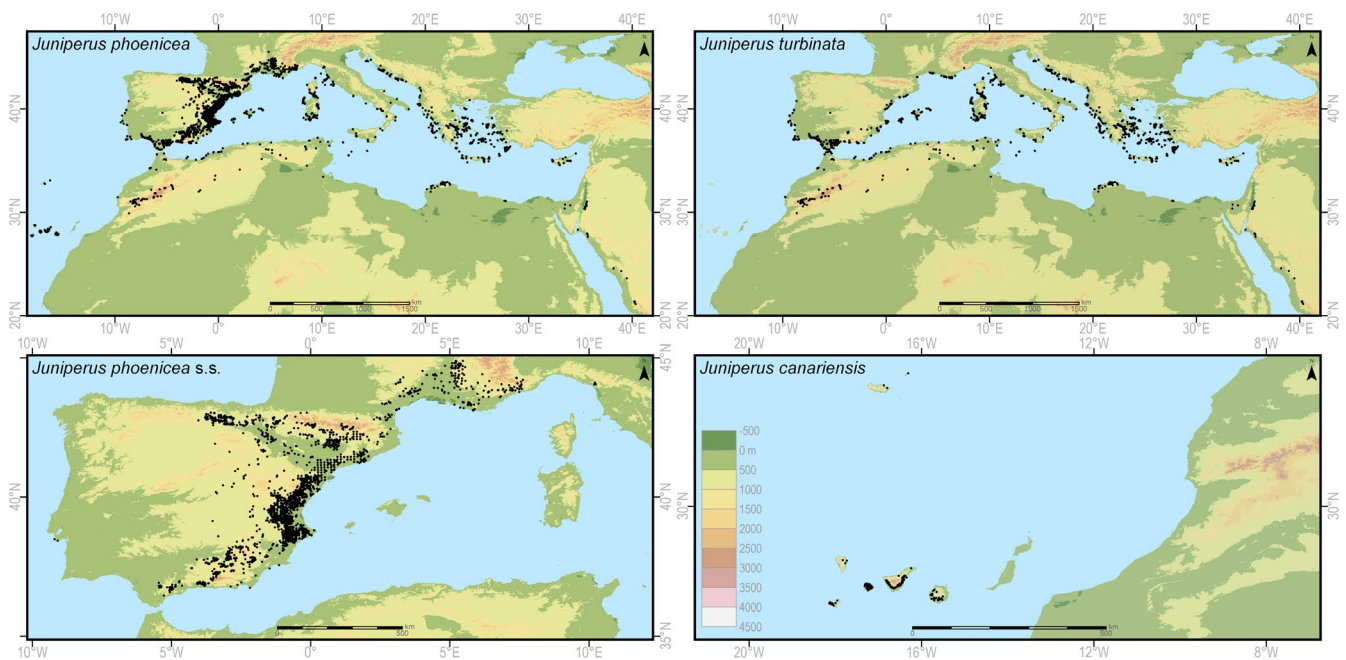 10°W 0° 10°E 20°E 30°E 40°E
Juniperus phoenicea
N
40°N
30°N
20°N
km
0 500 1000 1500
10°W 0° 10°E 20°E 30°E 40°E
10°W 0° 10°E 20°E 30°E 40°E
Juniperus turbinata
N
40°N
30°N
20°N
km
0 500 1000 1500
10°W 0° 10°E 20°E 30°E 40°E
10°W 5°W 0° 5°E 10°E
Juniperus phoenicea s.s.
N
45°N
40°N
35°N
km
0 500
10°W 5°W 0° 5°E 10°E
20°W 16°W 12°W 8°W
Juniperus canariensis
N
-500
0 m
500
1000
1500
2000
2500
3000
3500
4000
4500
30°N
km
0 500
20°W 16°W 12°W 8°W